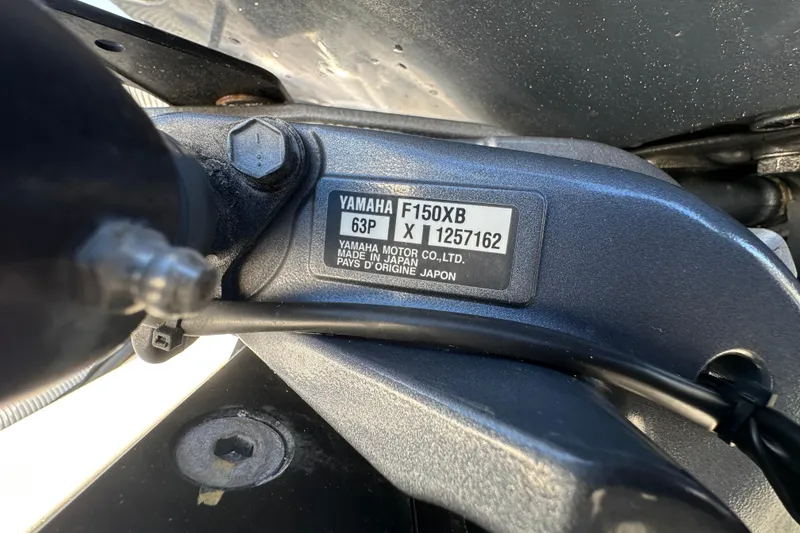 YAMAHA F150XB
63P X 1257162
YAMAHA MOTOR CO.,LTD.
MADE IN JAPAN
PAYS D'ORIGINE JAPON